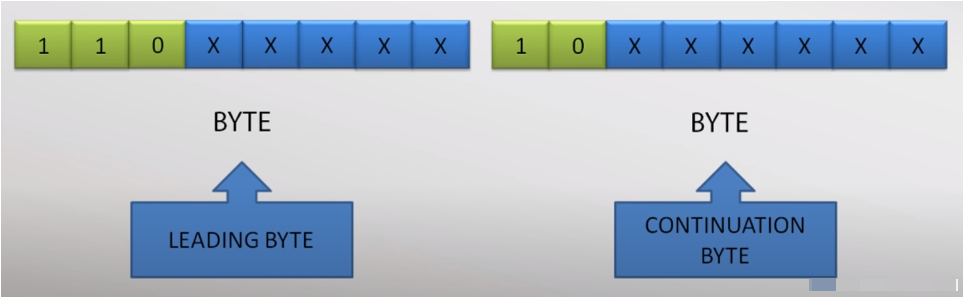 1 1 0 X X X X X
1 0 X X X X X X
BYTE
BYTE
LEADING BYTE
CONTINUATION
BYTE